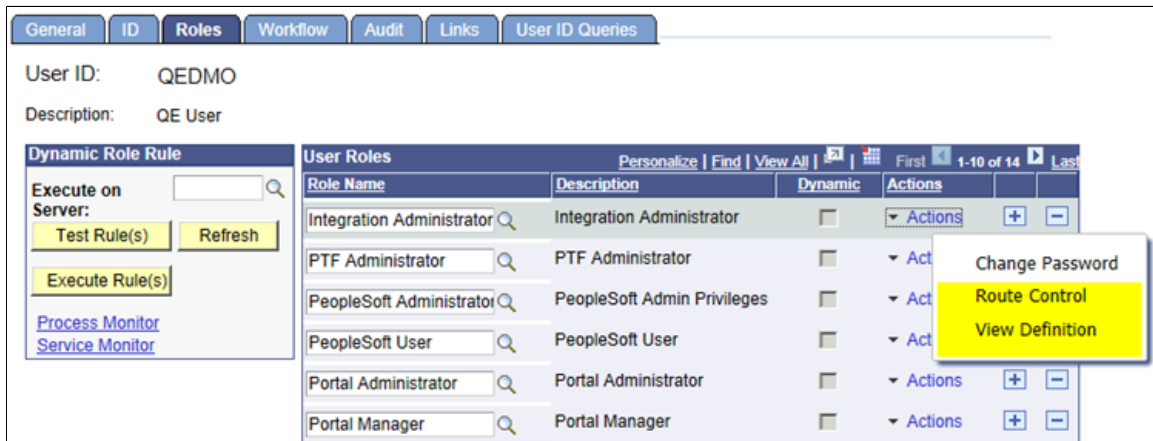 General ID Roles Workflow Audit Links User ID Queries
User ID: QEDMO
Description: QE User
Dynamic Role Rule
Execute on
Server:
Test Rule(s) Refresh
Execute Rule(s)
Process Monitor
Service Monitor
User Roles Personalize | Find | View All | | First 1-10 of 14 Last
Role Name Description Dynamic Actions
Integration Administrator Integration Administrator Actions
PTF Administrator PTF Administrator Act
PeopleSoft Administrator PeopleSoft Admin Privileges Act
PeopleSoft User PeopleSoft User Act
Portal Administrator Portal Administrator Actions
Portal Manager Portal Manager Actions
Change Password
Route Control
View Definition